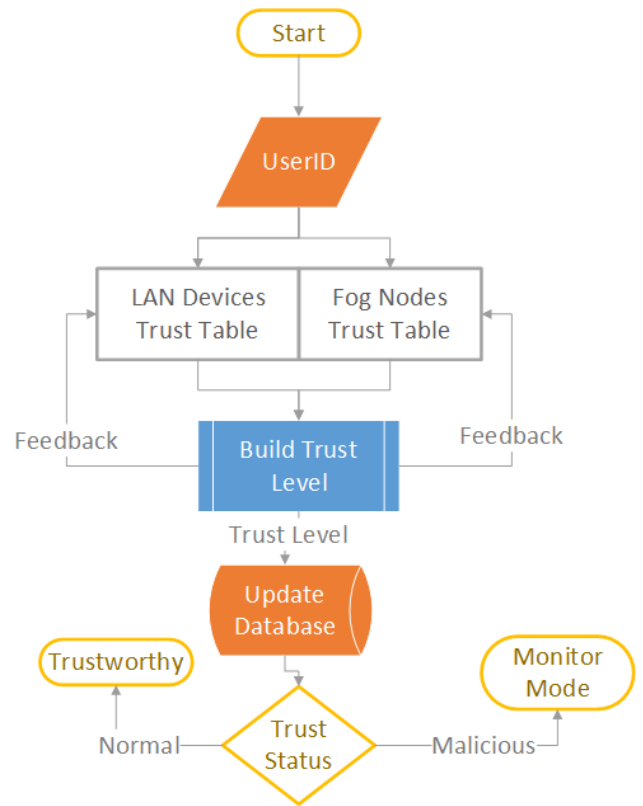 Start
UserID
LAN Devices
Trust Table
Fog Nodes
Trust Table
Feedback
Build Trust
Level
Feedback
Trust Level
Update
Database
Trustworthy
Monitor
Mode
Normal
Trust
Status
Malicious